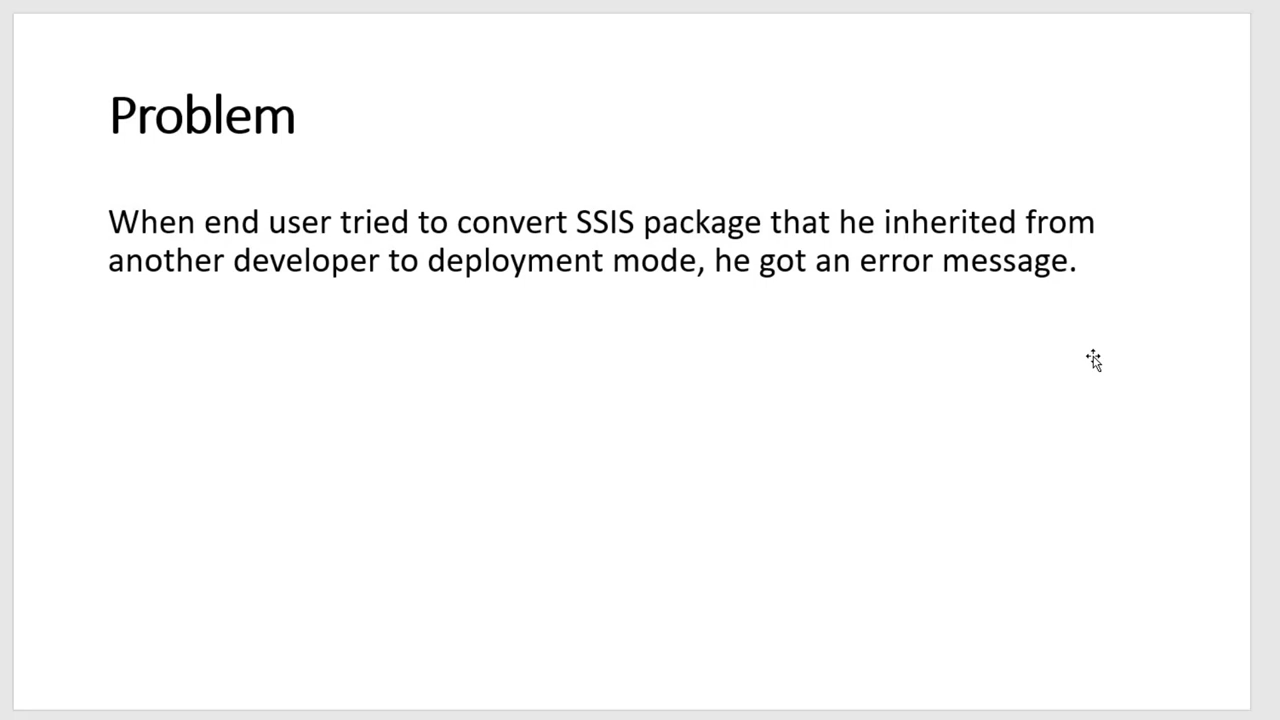 Problem
When end user tried to convert SSIS package that he inherited from
another developer to deployment mode, he got an error message.